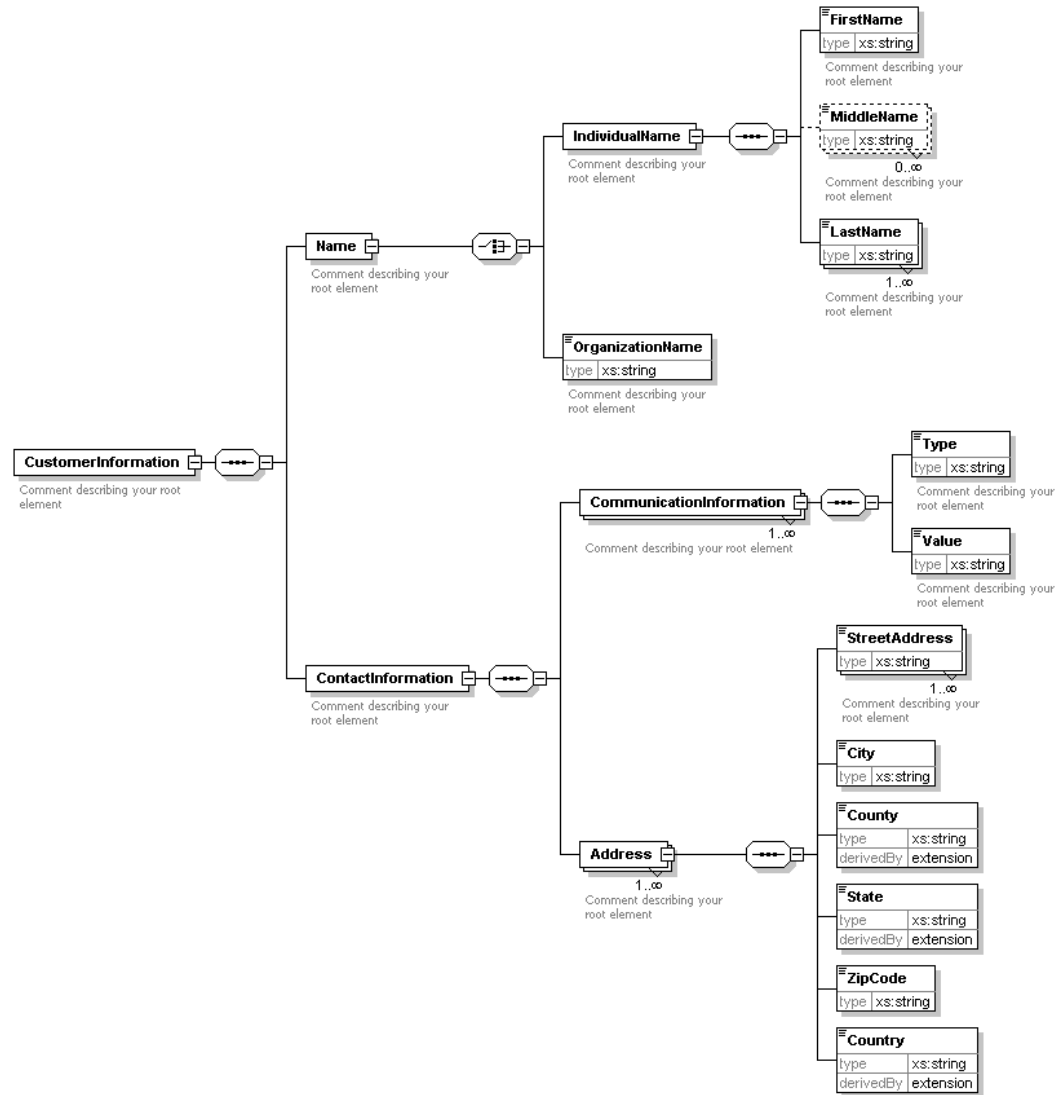 FirstName
type xs:string
Comment describing your
root element
MiddleName
type xs:string
0..∞
Comment describing your
root element
IndividualName
Comment describing your
root element
LastName
type xs:string
1..∞
Comment describing your
root element
Name
Comment describing your
root element
OrganizationName
type xs:string
Comment describing your
root element
CustomerInformation
Comment describing your root
element
Type
type xs:string
Comment describing your
root element
CommunicationInformation
1..∞
Comment describing your root element
Value
type xs:string
Comment describing your
root element
ContactInformation
Comment describing your
root element
StreetAddress
type xs:string
1..∞
Comment describing your
root element
City
type xs:string
County
type xs:string
derivedBy extension
Address
1..∞
Comment describing your
root element
State
type xs:string
derivedBy extension
ZipCode
type xs:string
Country
type xs:string
derivedBy extension